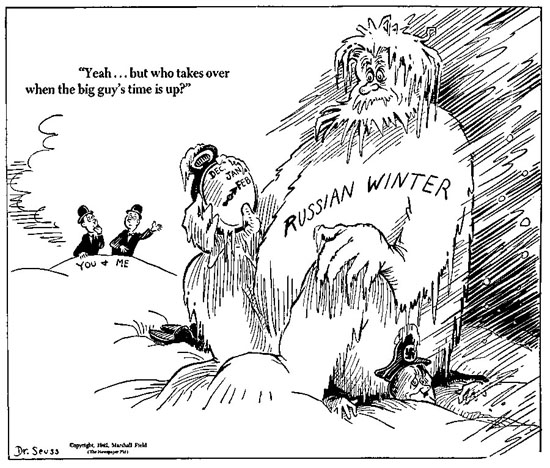 "Yeah...but who takes over
when the big guy's time is up?"
DEC
JAN
FEB
RUSSIAN WINTER
YOU & ME
Dr. Seuss
Copyright, 1942, Marshall Field
(The Newspaper PM)